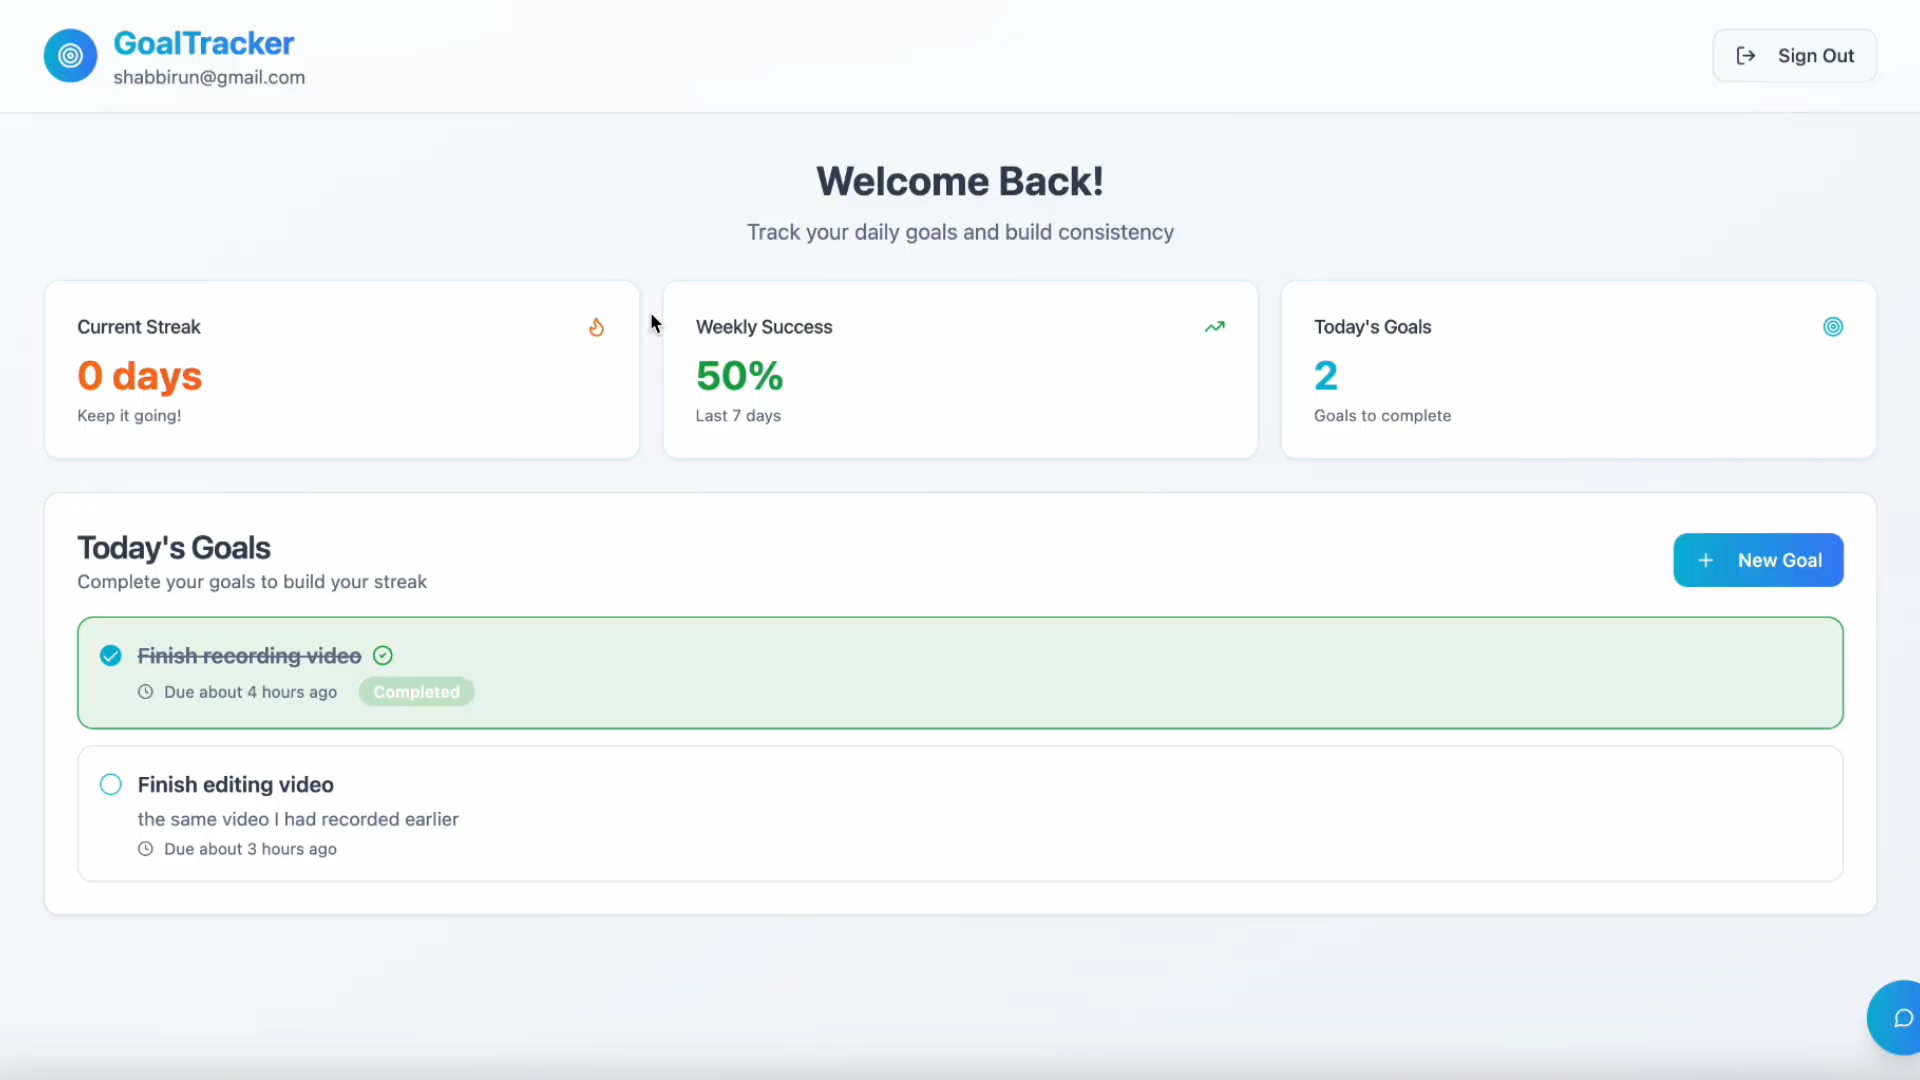 GoalTracker
shabbirun@gmail.com
Sign Out
Welcome Back!
Track your daily goals and build consistency
Current Streak
0 days
Keep it going!
Weekly Success
50%
Last 7 days
Today's Goals
2
Goals to complete
Today's Goals
Complete your goals to build your streak
New Goal
Finish recording video
Due about 4 hours ago
Completed
Finish editing video
the same video I had recorded earlier
Due about 3 hours ago